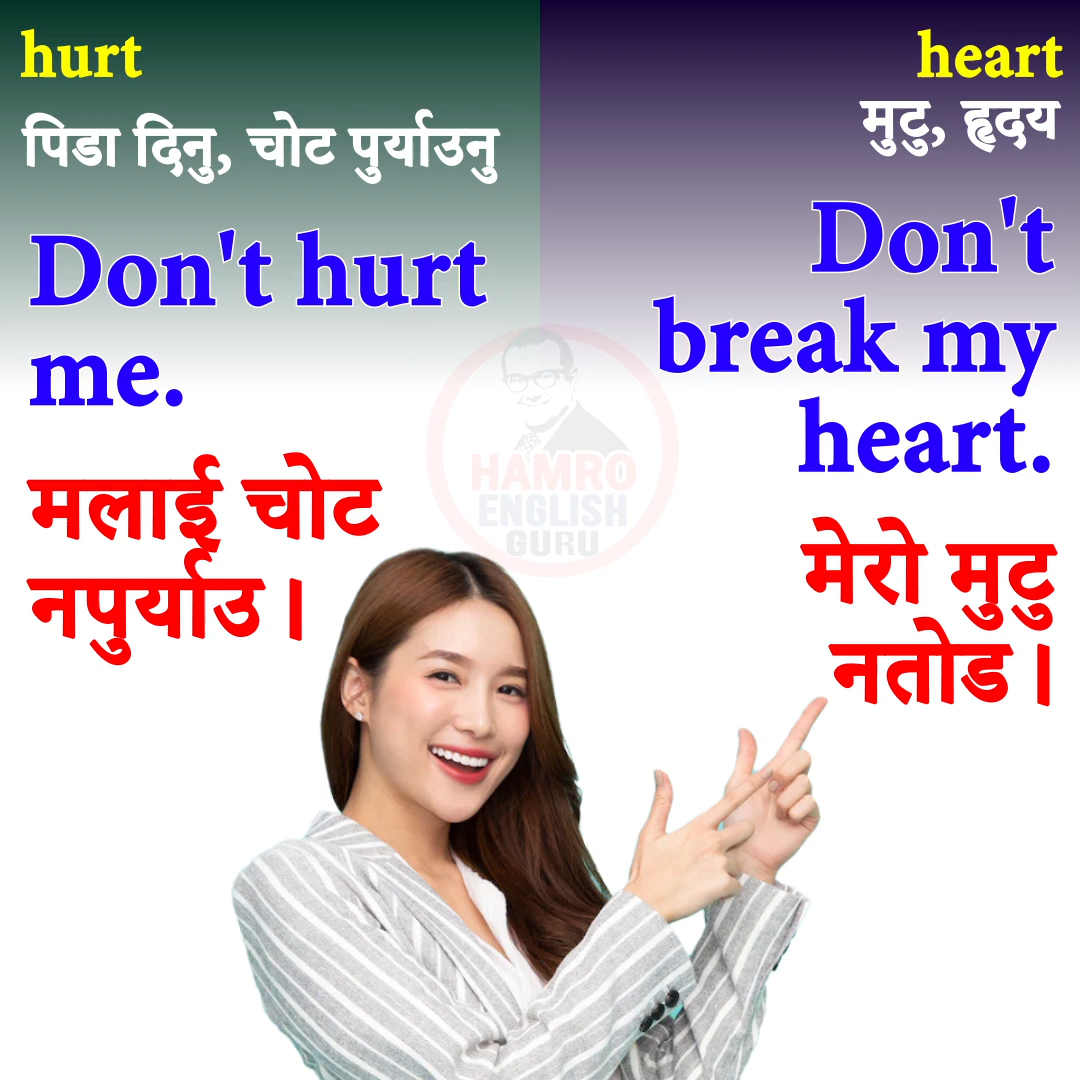 hurt
पिडा दिनु, चोट पुर्याउनु
Don't hurt
me.
मलाई चोट
नपुर्याउ।
heart
मुटु, हृदय
Don't
break my
heart.
मेरो मुटु
नतोड।
HAMRO
ENGLISH
GURU